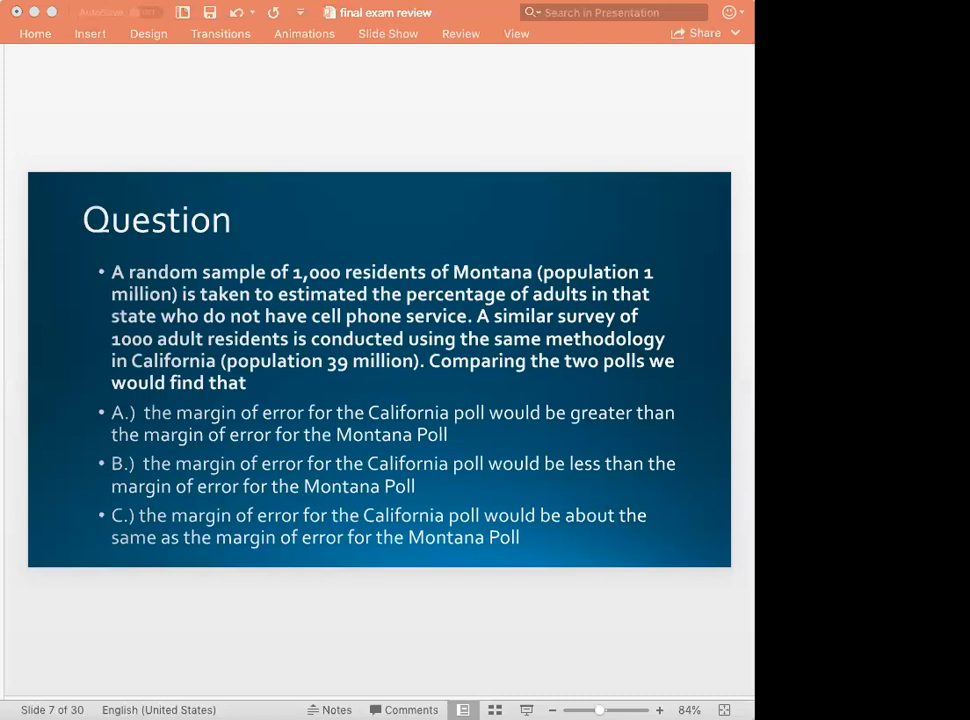 AutoSave
final exam review
Search in Presentation
Home Insert Design Transitions Animations Slide Show Review View Share
Question
• A random sample of 1,000 residents of Montana (population 1
million) is taken to estimated the percentage of adults in that
state who do not have cell phone service. A similar survey of
1000 adult residents is conducted using the same methodology
in California (population 39 million). Comparing the two polls we
would find that
• A.) the margin of error for the California poll would be greater than
the margin of error for the Montana Poll
• B.) the margin of error for the California poll would be less than the
margin of error for the Montana Poll
• C.) the margin of error for the California poll would be about the
same as the margin of error for the Montana Poll
Slide 7 of 30 English (United States) Notes Comments 84%